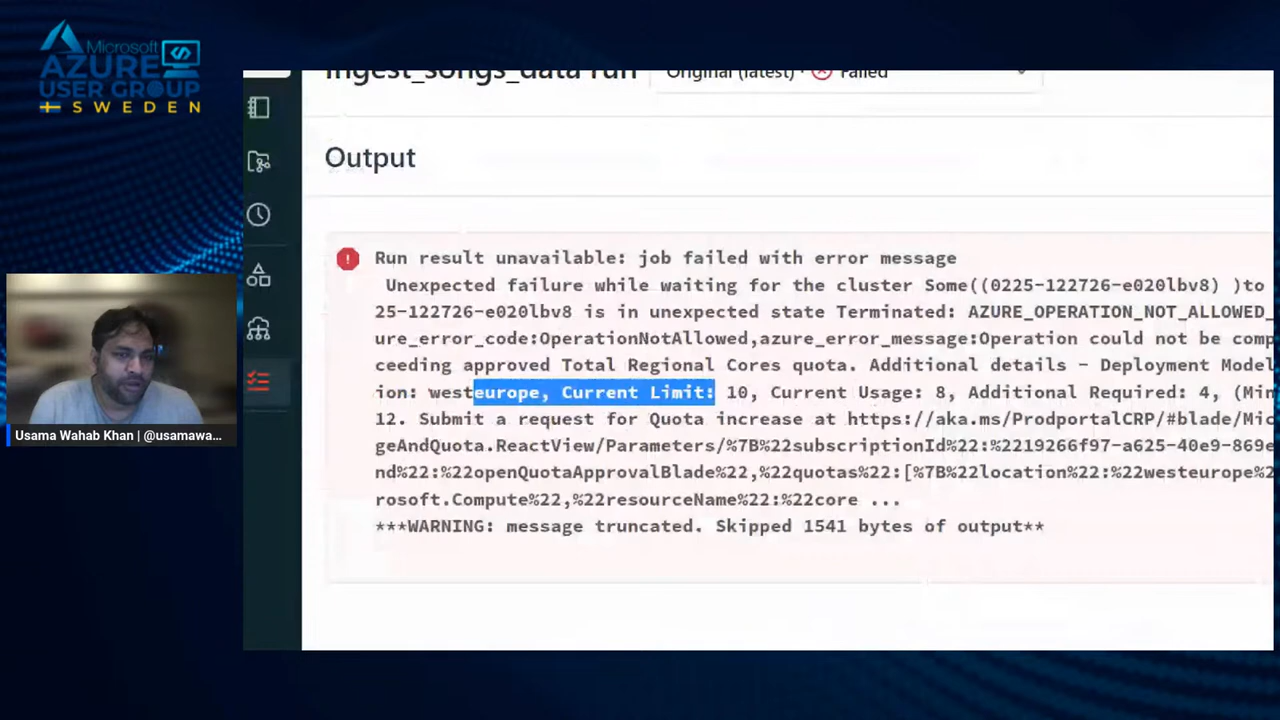 Microsoft
AZURE
USER GROUP
SWEDEN
ingest_songs_data run
Original (latest) · Failed
Output
Run result unavailable: job failed with error message
Unexpected failure while waiting for the cluster Some((0225-122726-e020lbv8) )to
25-122726-e020lbv8 is in unexpected state Terminated: AZURE_OPERATION_NOT_ALLOWED_
ure_error_code:OperationNotAllowed,azure_error_message:Operation could not be comp
ceeding approved Total Regional Cores quota. Additional details - Deployment Model
ion: westeurope, Current Limit: 10, Current Usage: 8, Additional Required: 4, (Min
12. Submit a request for Quota increase at https://aka.ms/ProdportalCRP/#blade/Mic
geAndQuota.ReactView/Parameters/%7B%22subscriptionId%22:%2219266f97-a625-40e9-869e
nd%22:%22openQuotaApprovalBlade%22,%22quotas%22:[%7B%22location%22:%22westeurope%2
rosoft.Compute%22,%22resourceName%22:%22core ...
***WARNING: message truncated. Skipped 1541 bytes of output**
Usama Wahab Khan | @usamawa...